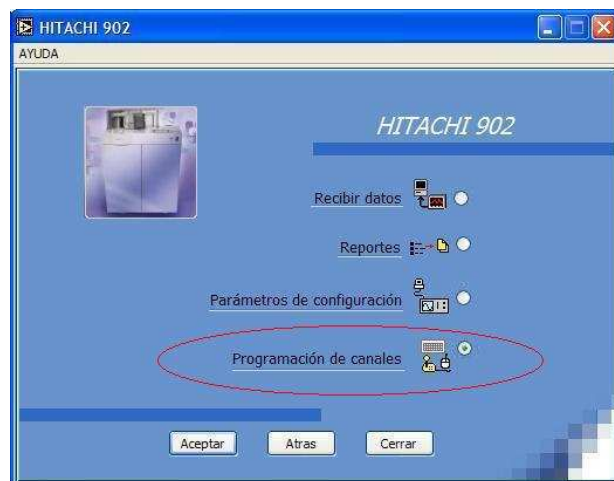 HITACHI 902
AYUDA
HITACHI 902
Recibir datos
Reportes
Parámetros de configuración
Programación de canales
Aceptar Atras Cerrar